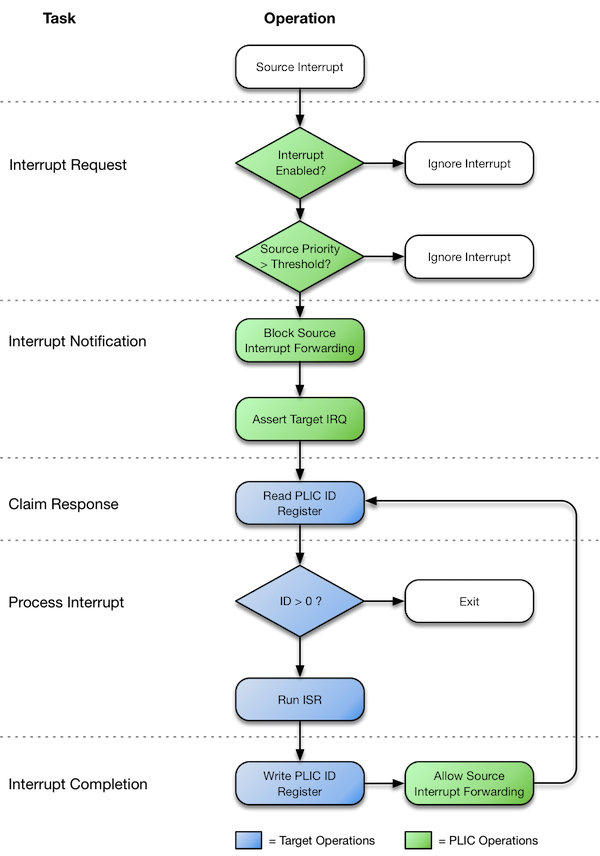 Task
Operation
Source Interrupt
Interrupt Request
Interrupt
Enabled?
Ignore Interrupt
Source Priority
> Threshold?
Ignore Interrupt
Interrupt Notification
Block Source
Interrupt Forwarding
Assert Target IRQ
Claim Response
Read PLIC ID
Register
Process Interrupt
ID > 0 ?
Exit
Run ISR
Interrupt Completion
Write PLIC ID
Register
Allow Source
Interrupt Forwarding
= Target Operations
= PLIC Operations